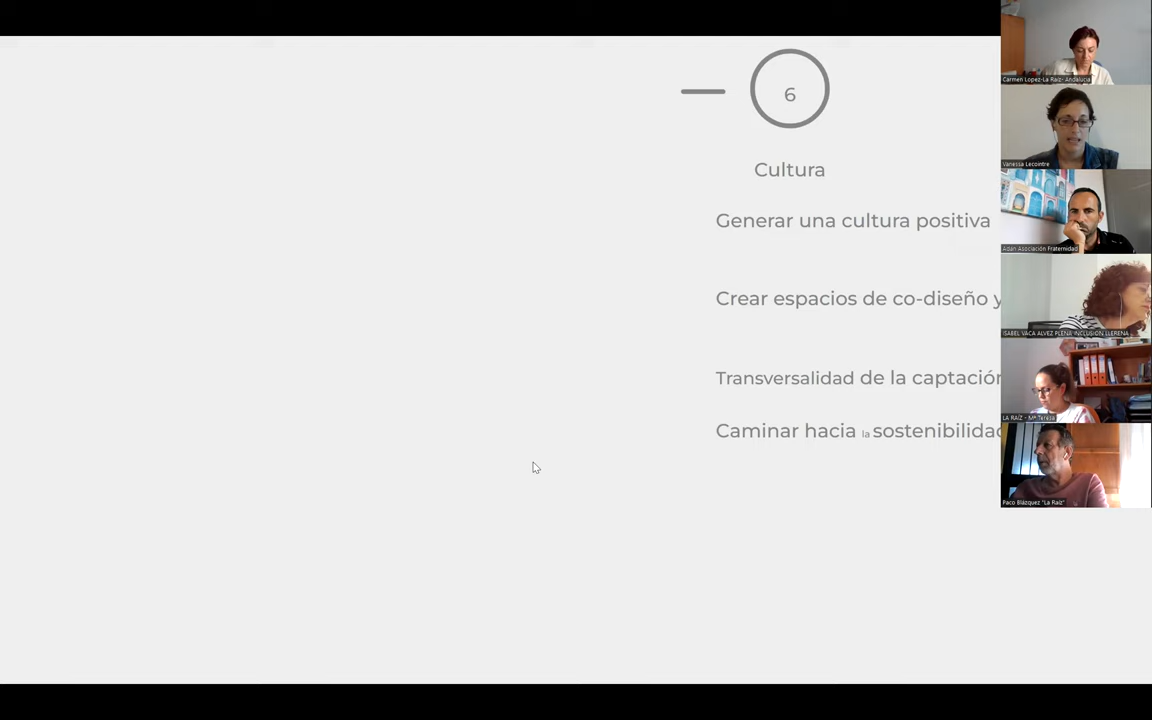 6
Cultura
Generar una cultura positiva
Crear espacios de co-diseño y
Transversalidad de la captación
Caminar hacia la sostenibilidad
Carmen Lopez-La Raíz- Andalucia
Vanessa Lecointre
Adan Asociación Fraternidad
ISABEL VACA ALVEZ PLENA INCLUSION LLERENA
LA RAÍZ - Mª Teresa
Paco Blázquez "La Raíz"